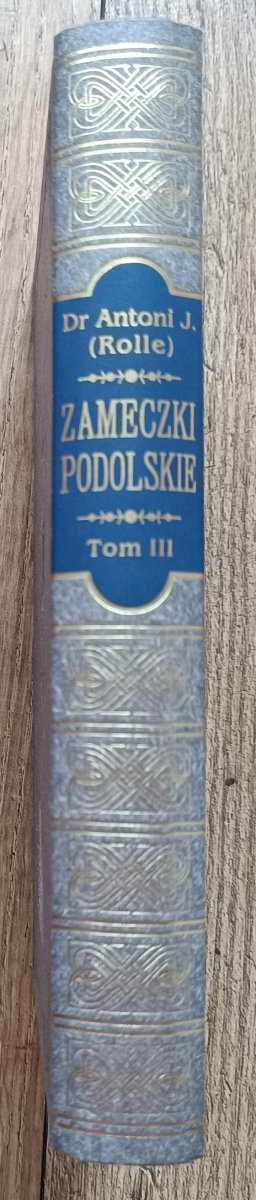 Dr Antoni J.
(Rolle)
ZAMECZKI
PODOLSKIE
Tom III